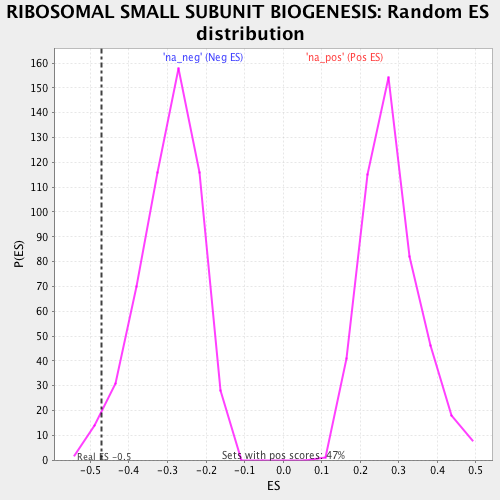 RIBOSOMAL SMALL SUBUNIT BIOGENESIS: Random ES
distribution
'na_neg' (Neg ES)
'na_pos' (Pos ES)
160
150
140
130
120
110
100
90
80
70
60
50
40
30
20
10
0
P(ES)
Real ES -0.5
Sets with pos scores: 47%
-0.5 -0.4 -0.3 -0.2 -0.1 0.0 0.1 0.2 0.3 0.4 0.5
ES